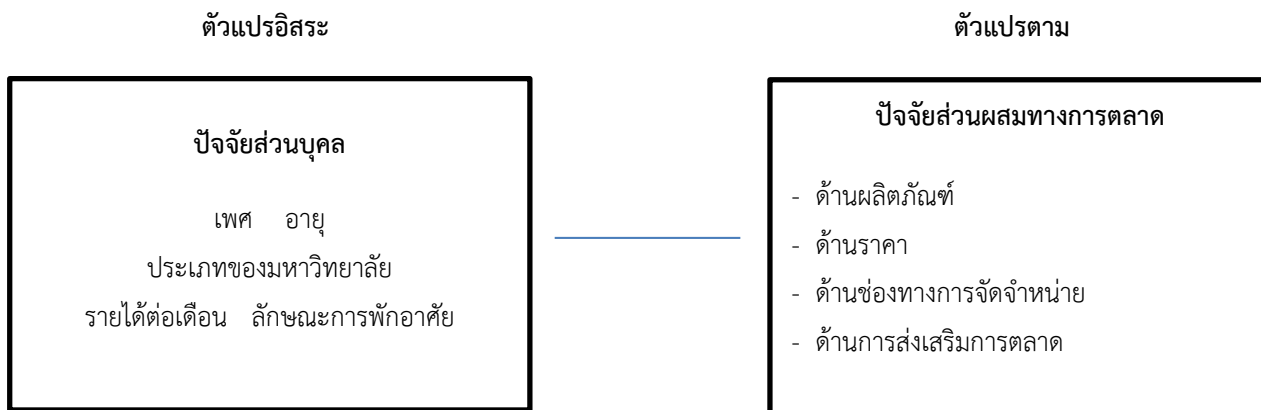 ตัวแปรอิสระ
ตัวแปรตาม
ปัจจัยส่วนบุคล
เพศ อายุ
ประเภทของมหาวิทยาลัย
รายได้ต่อเดือน ลักษณะการพักอาศัย
ปัจจัยส่วนผสมทางการตลาด
- ด้านผลิตภัณฑ์
- ด้านราคา
- ด้านช่องทางการจัดจำหน่าย
- ด้านการส่งเสริมการตลาด